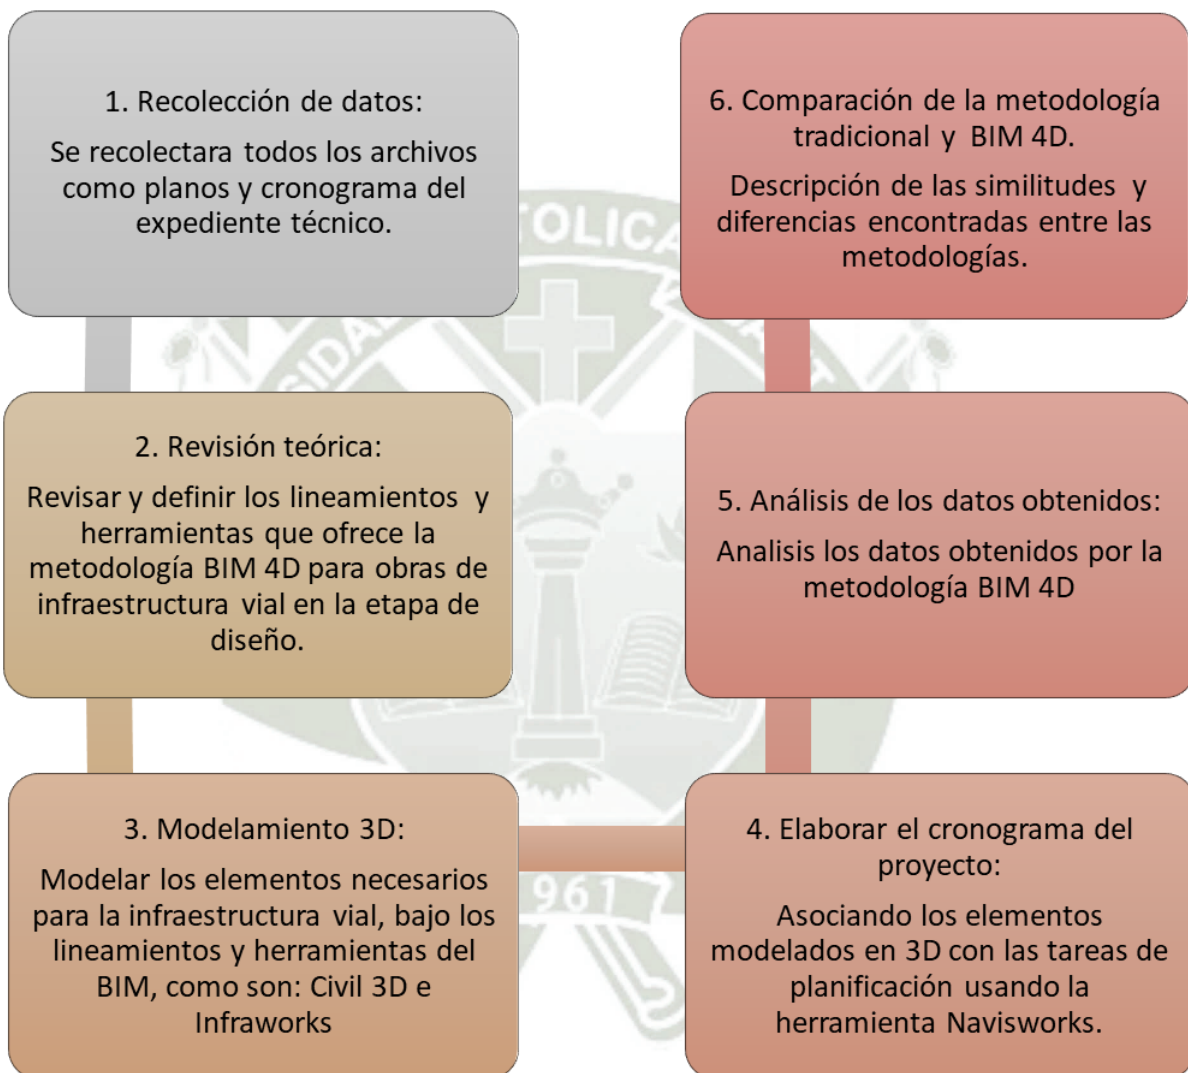 1. Recolección de datos:
Se recolectara todos los archivos
como planos y cronograma del
expediente técnico.
2. Revisión teórica:
Revisar y definir los lineamientos y
herramientas que ofrece la
metodología BIM 4D para obras de
infraestructura vial en la etapa de
diseño.
3. Modelamiento 3D:
Modelar los elementos necesarios
para la infraestructura vial, bajo los
lineamientos y herramientas del
BIM, como son: Civil 3D e
Infraworks
4. Elaborar el cronograma del
proyecto:
Asociando los elementos
modelados en 3D con las tareas de
planificación usando la
herramienta Navisworks.
5. Análisis de los datos obtenidos:
Analisis los datos obtenidos por la
metodología BIM 4D
6. Comparación de la metodología
tradicional y BIM 4D.
Descripción de las similitudes y
diferencias encontradas entre las
metodologías.
961